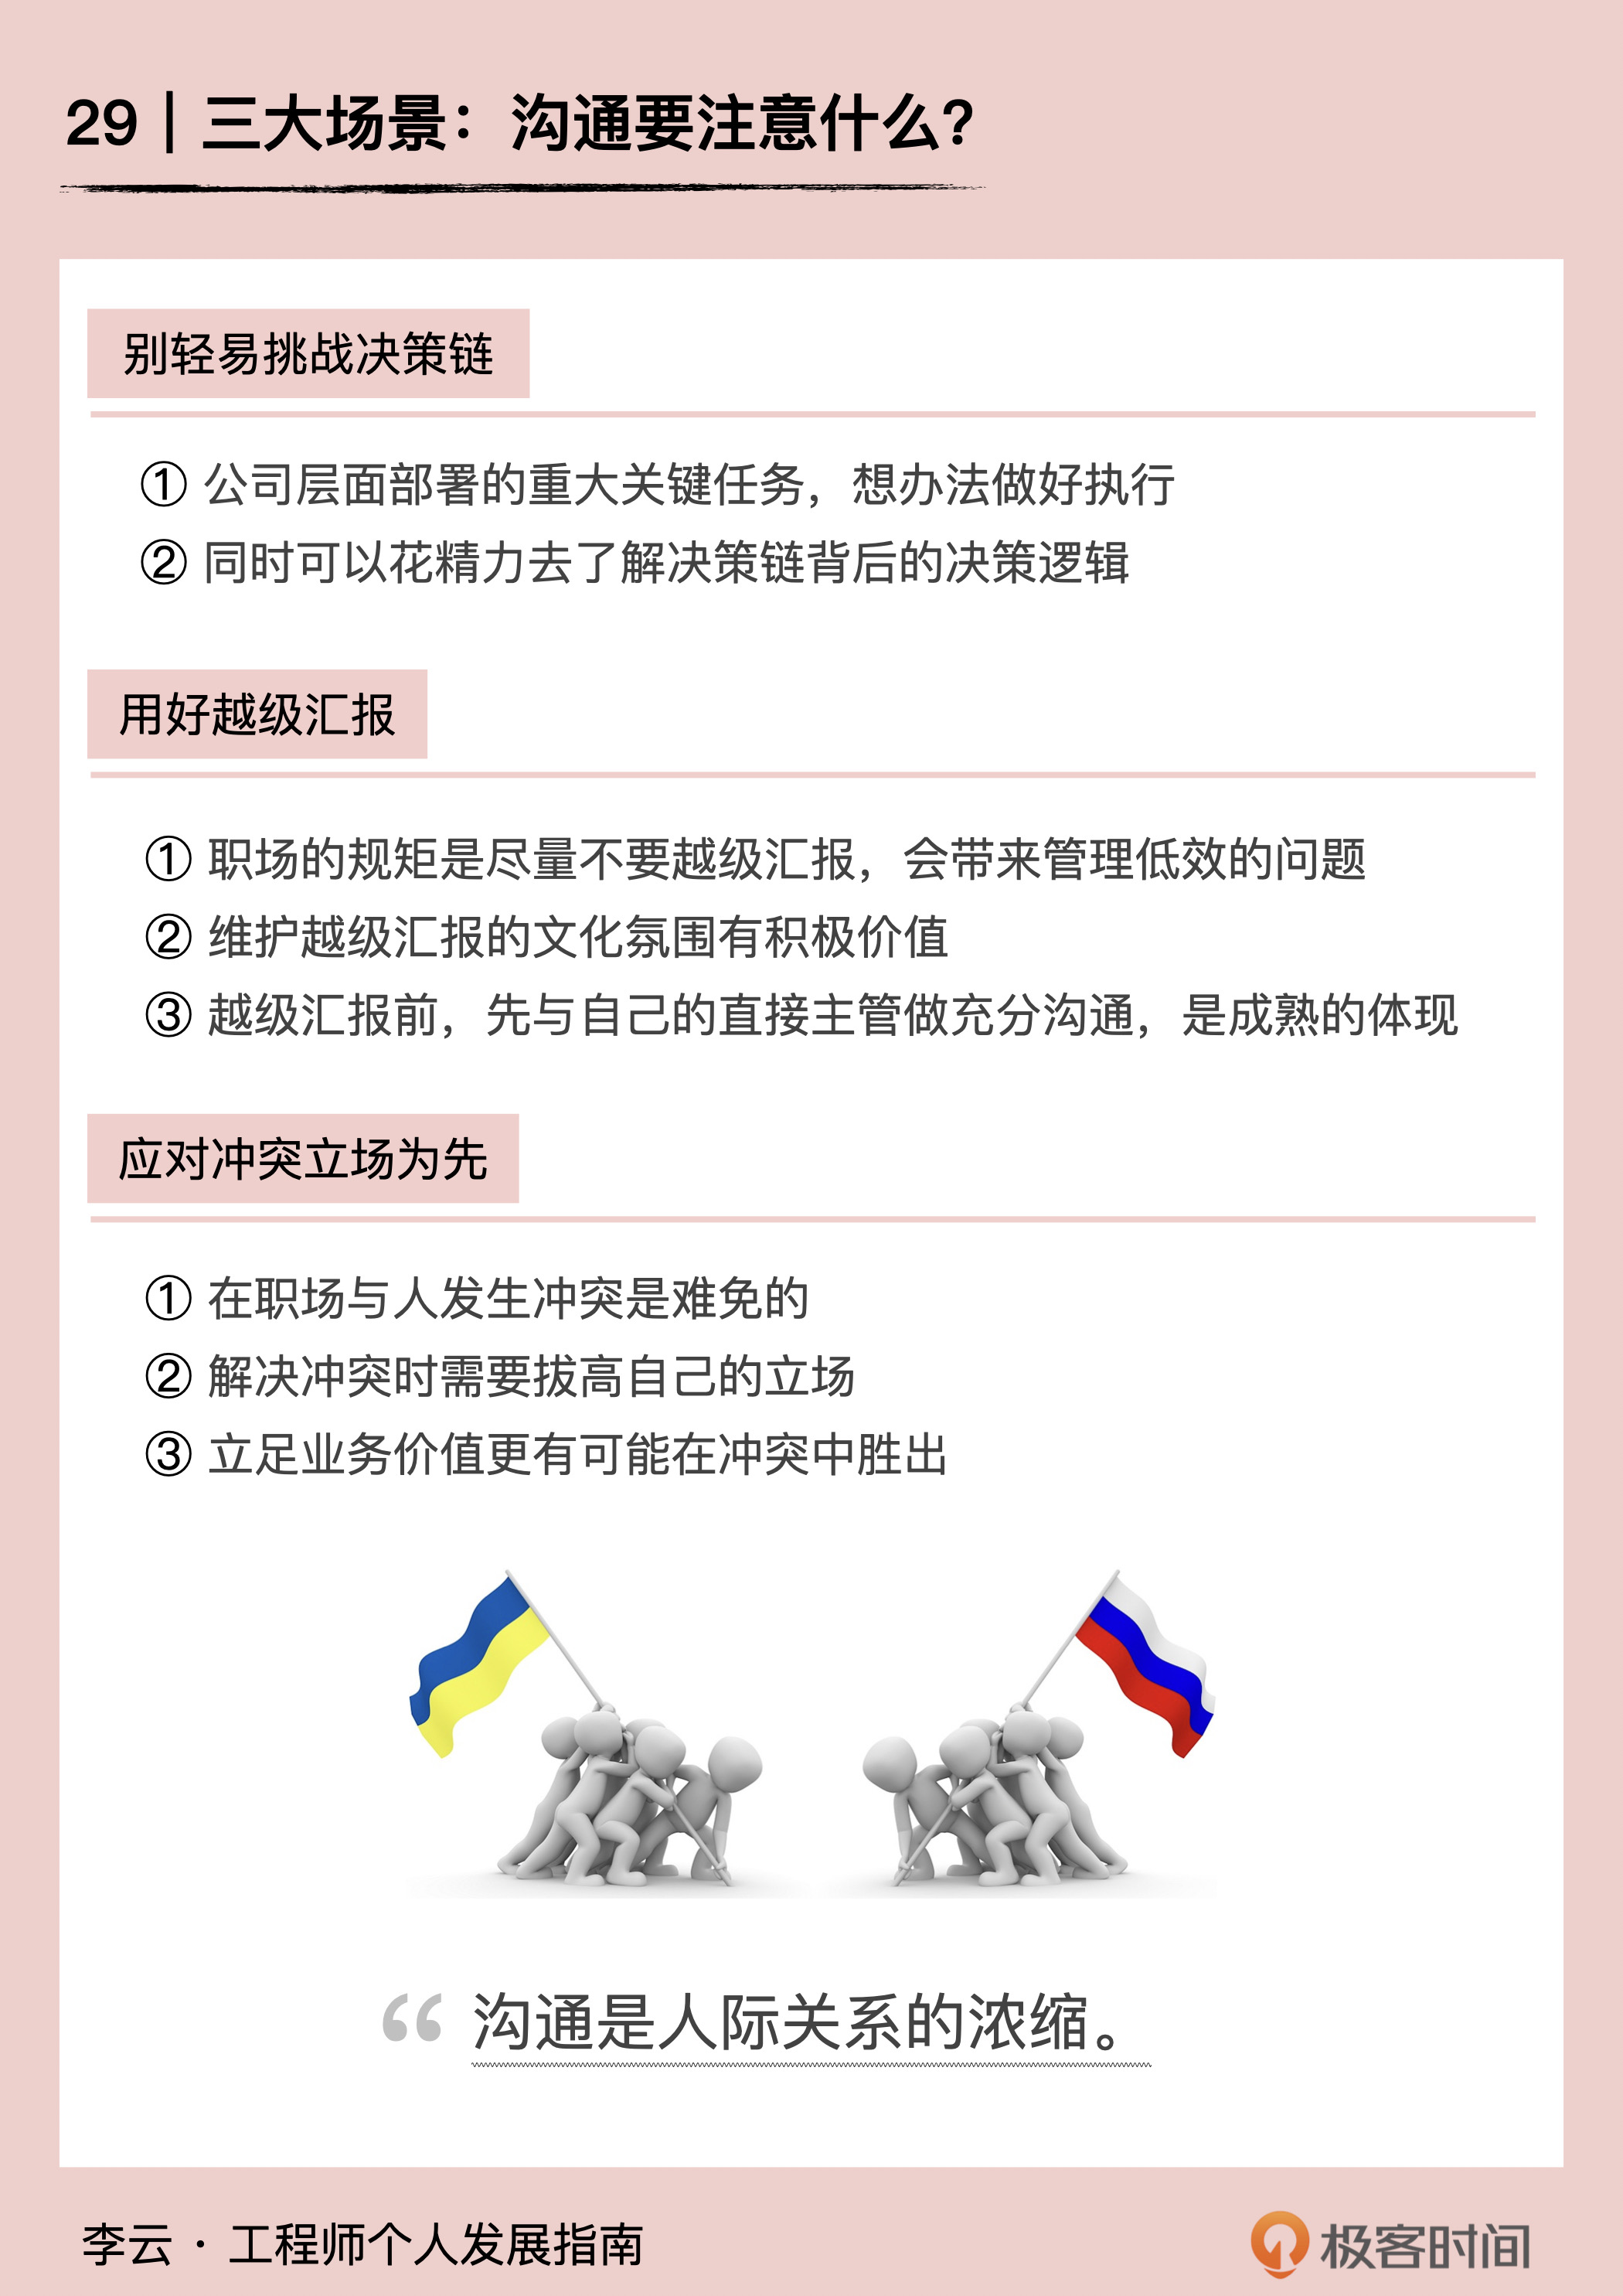 29｜三大场景：沟通要注意什么？
别轻易挑战决策链
① 公司层面部署的重大关键任务，想办法做好执行
② 同时可以花精力去了解决策链背后的决策逻辑
用好越级汇报
① 职场的规矩是尽量不要越级汇报，会带来管理低效的问题
② 维护越级汇报的文化氛围有积极价值
③ 越级汇报前，先与自己的直接主管做充分沟通，是成熟的体现
应对冲突立场为先
① 在职场与人发生冲突是难免的
② 解决冲突时需要拔高自己的立场
③ 立足业务价值更有可能在冲突中胜出
“ 沟通是人际关系的浓缩。
李云 · 工程师个人发展指南
极客时间